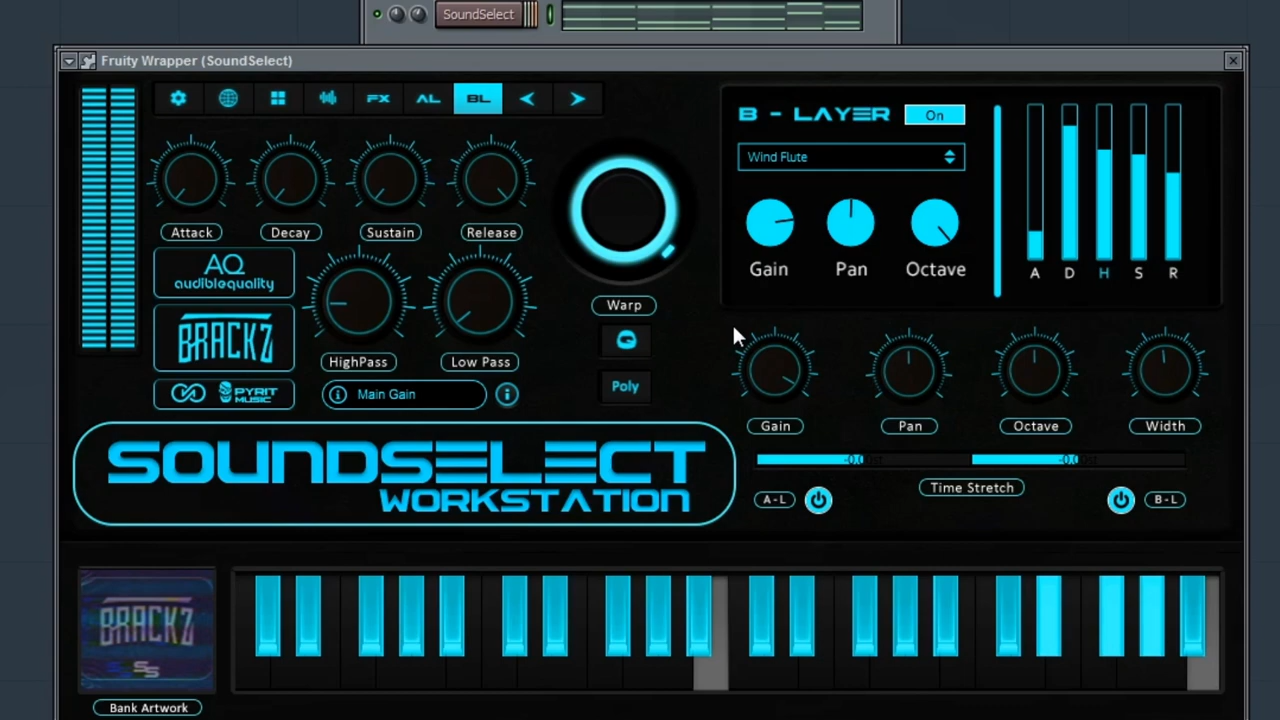 SoundSelect
Fruity Wrapper (SoundSelect)
FX
AL
BL
Attack
Decay
Sustain
Release
AQ
audiblequality
BRACKZ
PYRIT
MUSIC
HighPass
Low Pass
Main Gain
Warp
Poly
B - LAYER
On
Wind Flute
Gain
Pan
Octave
A
D
H
S
R
Gain
Pan
Octave
Width
Time Stretch
A-L
B-L
SOUNDSELECT
WORKSTATION
BRACKZ
SS
Bank Artwork